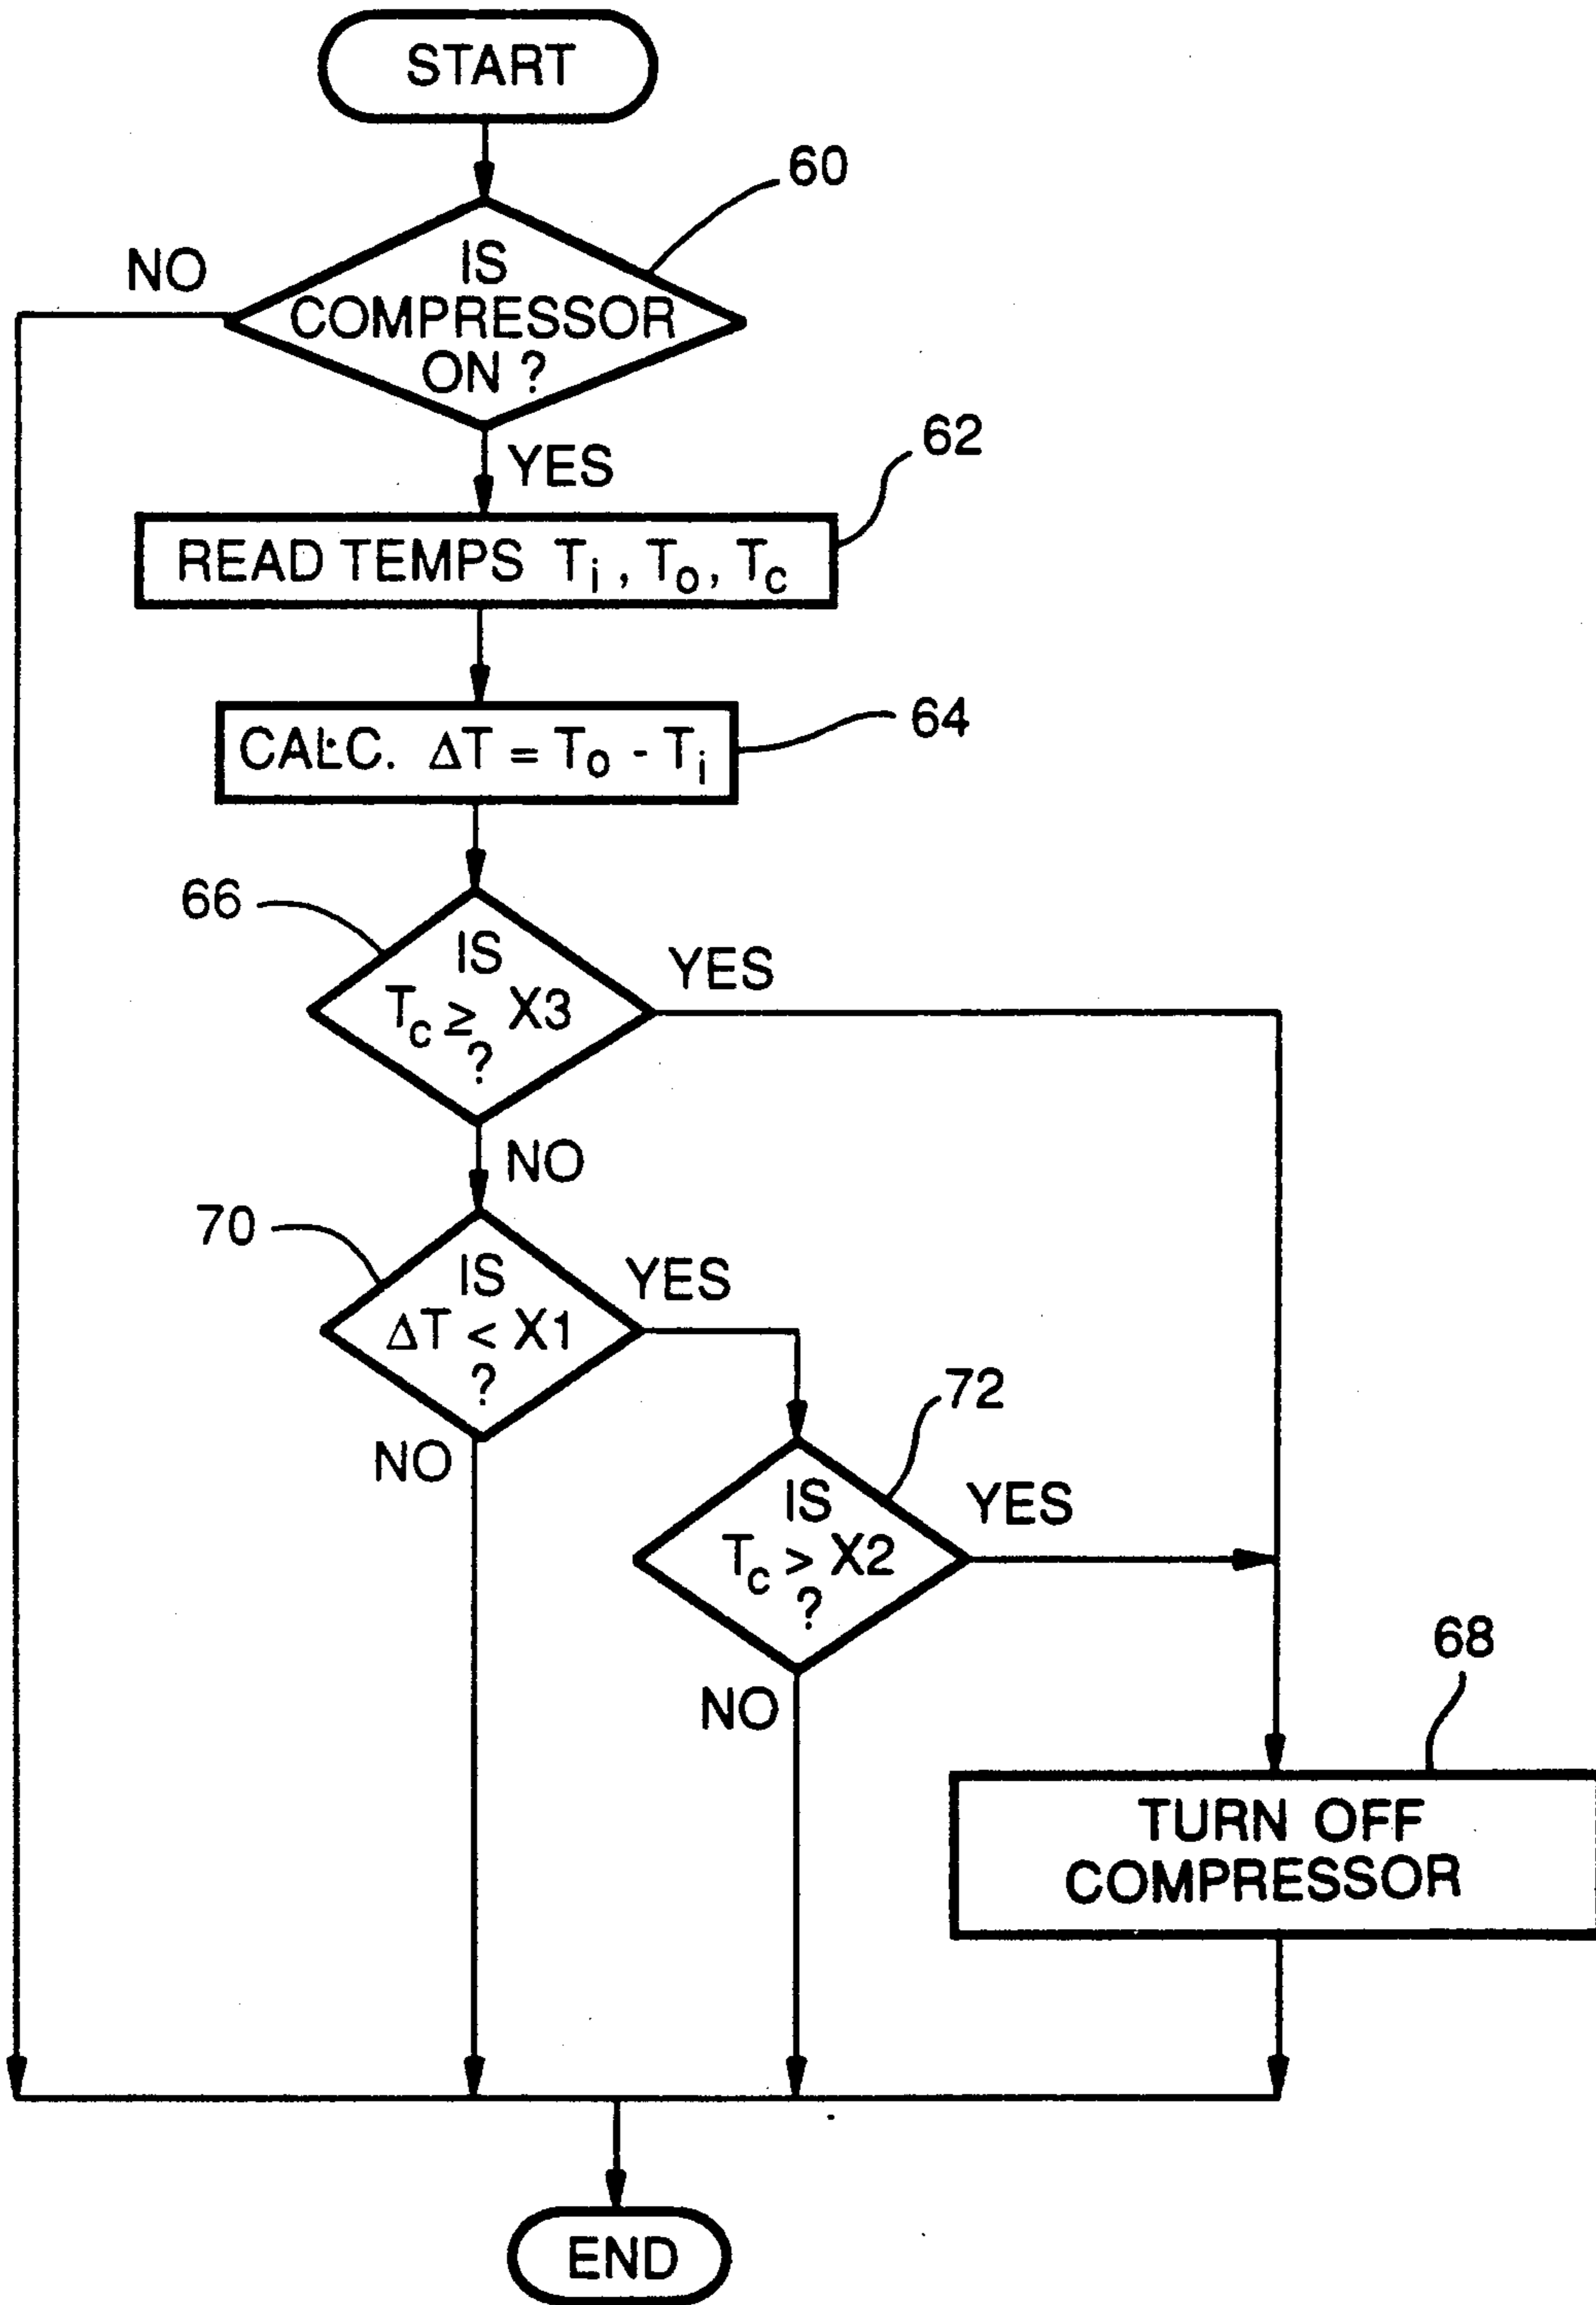 START
60
NO
IS
COMPRESSOR
ON ?
YES
62
READ TEMPS Ti , To, Tc
64
CALC. ΔT = To - Ti
66
IS
Tc ≥ X3
?
YES
NO
70
IS
ΔT < X1
?
YES
NO
72
IS
Tc > X2
?
YES
NO
68
TURN OFF
COMPRESSOR
END